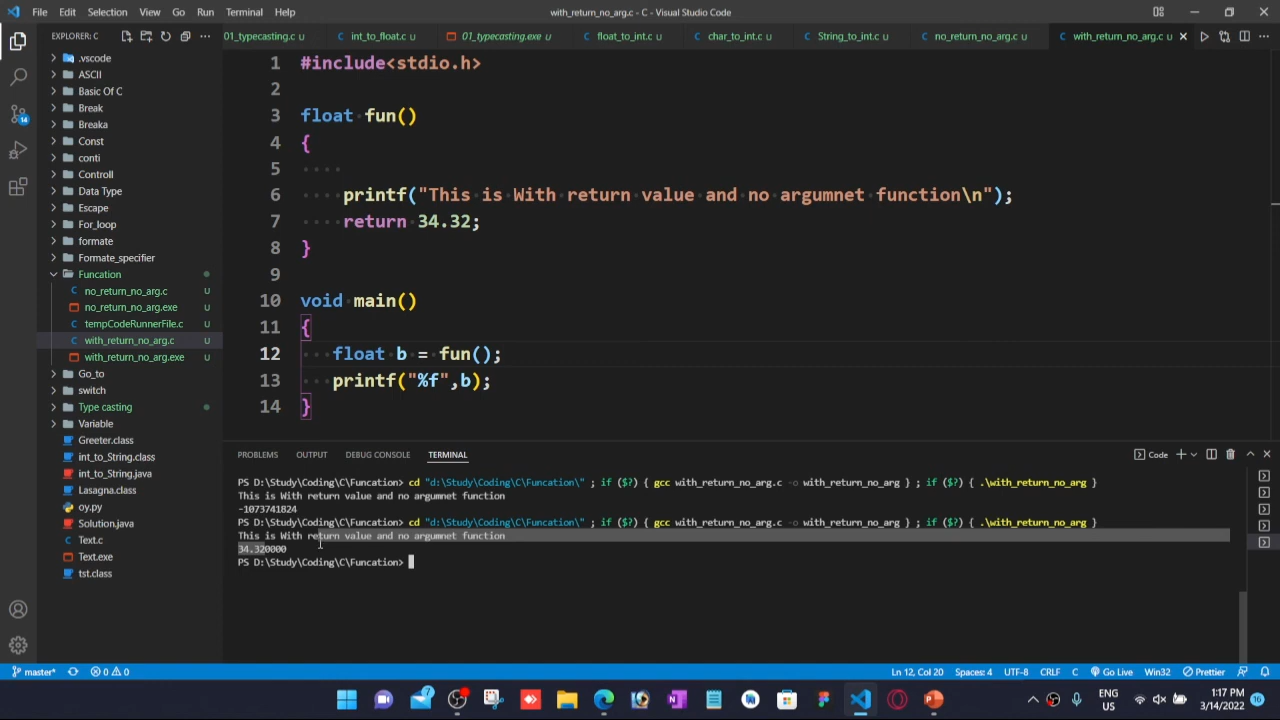 File Edit Selection View Go Run Terminal Help with_return_no_arg.c - C - Visual Studio Code
EXPLORER: C
01_typecasting.c U int_to_float.c U 01_typecasting.exe U float_to_int.c U char_to_int.c U String_to_int.c U no_return_no_arg.c U with_return_no_arg.c U
.vscode
ASCII
Basic Of C
Break
Breaka
Const
conti
Controll
Data Type
Escape
For_loop
formate
Formate_specifier
Funcation
no_return_no_arg.c U
no_return_no_arg.exe U
tempCodeRunnerFile.c U
with_return_no_arg.c U
with_return_no_arg.exe U
Go_to
switch
Type casting
Variable
Greeter.class
int_to_String.class
int_to_String.java
Lasagna.class
oy.py
Solution.java
Text.c
Text.exe
tst.class
14
1 #include<stdio.h>
2
3 float fun()
4 {
5
6 printf("This is With return value and no argumnet function\n");
7 return 34.32;
8 }
9
10 void main()
11 {
12 float b = fun();
13 printf("%f",b);
14 }
PROBLEMS OUTPUT DEBUG CONSOLE TERMINAL Code
PS D:\Study\Coding\C\Funcation> cd "d:\Study\Coding\C\Funcation\" ; if ($?) { gcc with_return_no_arg.c -o with_return_no_arg } ; if ($?) { .\with_return_no_arg }
This is With return value and no argumnet function
-1073741824
PS D:\Study\Coding\C\Funcation> cd "d:\Study\Coding\C\Funcation\" ; if ($?) { gcc with_return_no_arg.c -o with_return_no_arg } ; if ($?) { .\with_return_no_arg }
This is With return value and no argumnet function
34.320000
PS D:\Study\Coding\C\Funcation>
master* 0 0 Ln 12, Col 20 Spaces: 4 UTF-8 CRLF C Go Live Win32 Prettier
7 ENG US 1:17 PM 3/14/2022 16